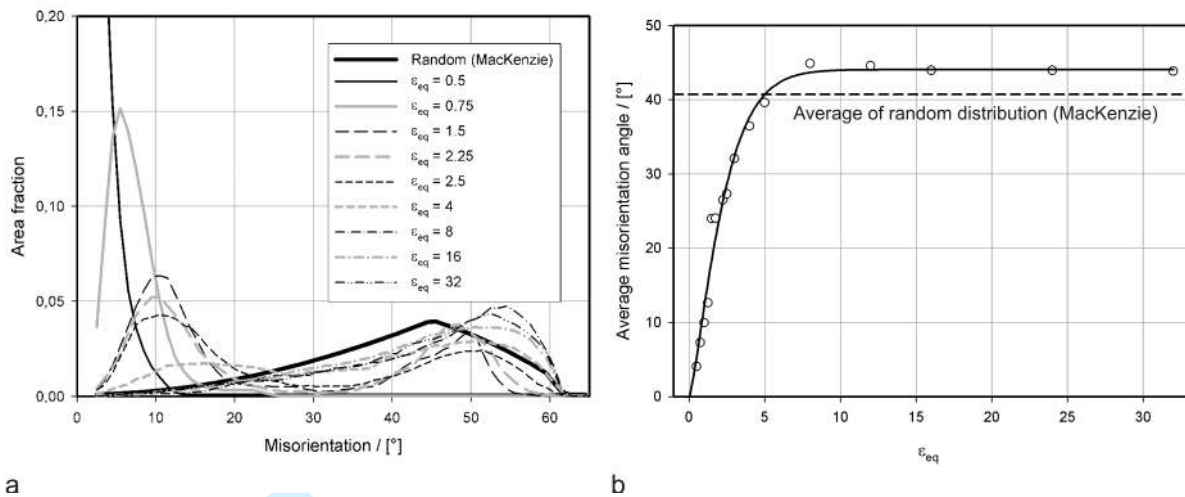 0,20
0,15
0,10
0,05
0,00
Area fraction
Random (MacKenzie)
εeq = 0.5
εeq = 0.75
εeq = 1.5
εeq = 2.25
εeq = 2.5
εeq = 4
εeq = 8
εeq = 16
εeq = 32
0 10 20 30 40 50 60
Misorientation / [°]
a
50
40
30
20
10
0
Average misorientation angle / [°]
Average of random distribution (MacKenzie)
0 5 10 15 20 25 30
εeq
b